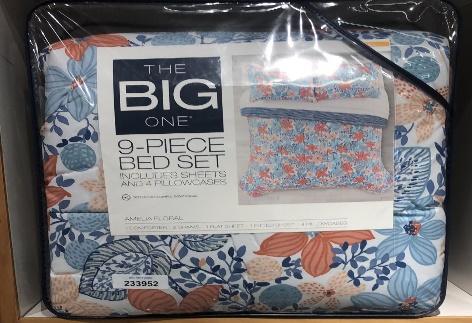 THE
BIG
ONE
9-PIECE
BED SET
INCLUDES SHEETS
AND 4 PILLOWCASES
AMELIA FLORAL
233952